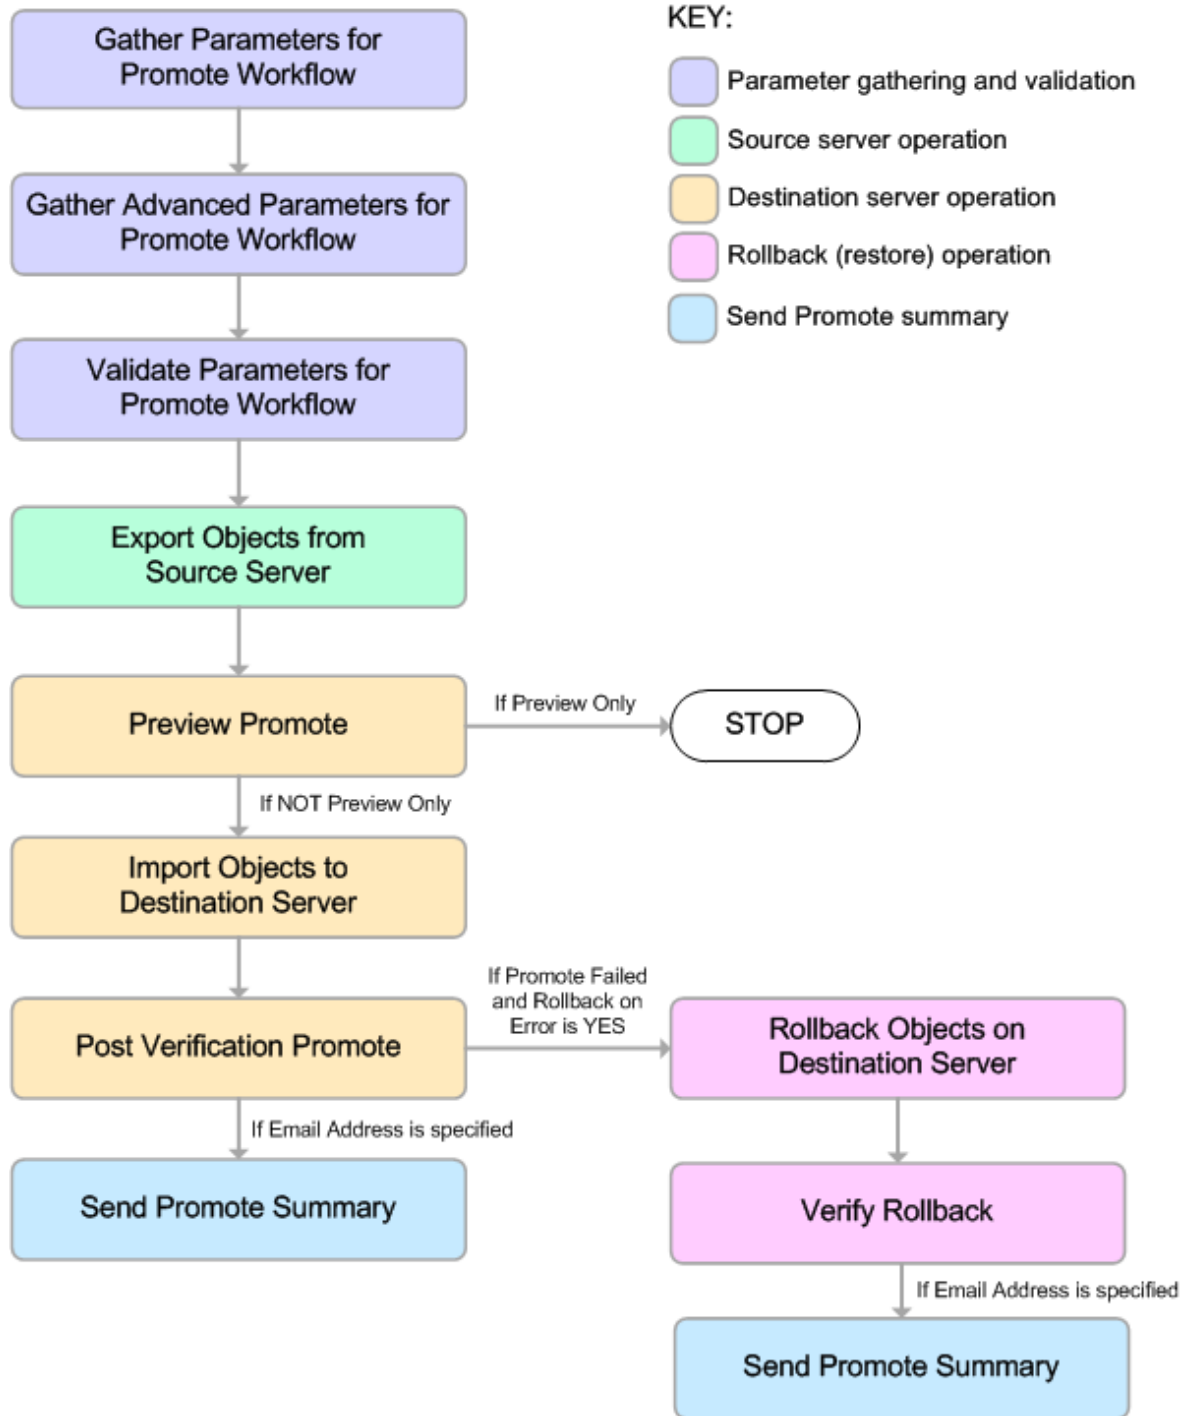 Gather Parameters for
Promote Workflow
Gather Advanced Parameters for
Promote Workflow
Validate Parameters for
Promote Workflow
Export Objects from
Source Server
Preview Promote
If Preview Only
STOP
If NOT Preview Only
Import Objects to
Destination Server
Post Verification Promote
If Promote Failed
and Rollback on
Error is YES
Rollback Objects on
Destination Server
If Email Address is specified
Send Promote Summary
Verify Rollback
If Email Address is specified
Send Promote Summary
KEY:
Parameter gathering and validation
Source server operation
Destination server operation
Rollback (restore) operation
Send Promote summary